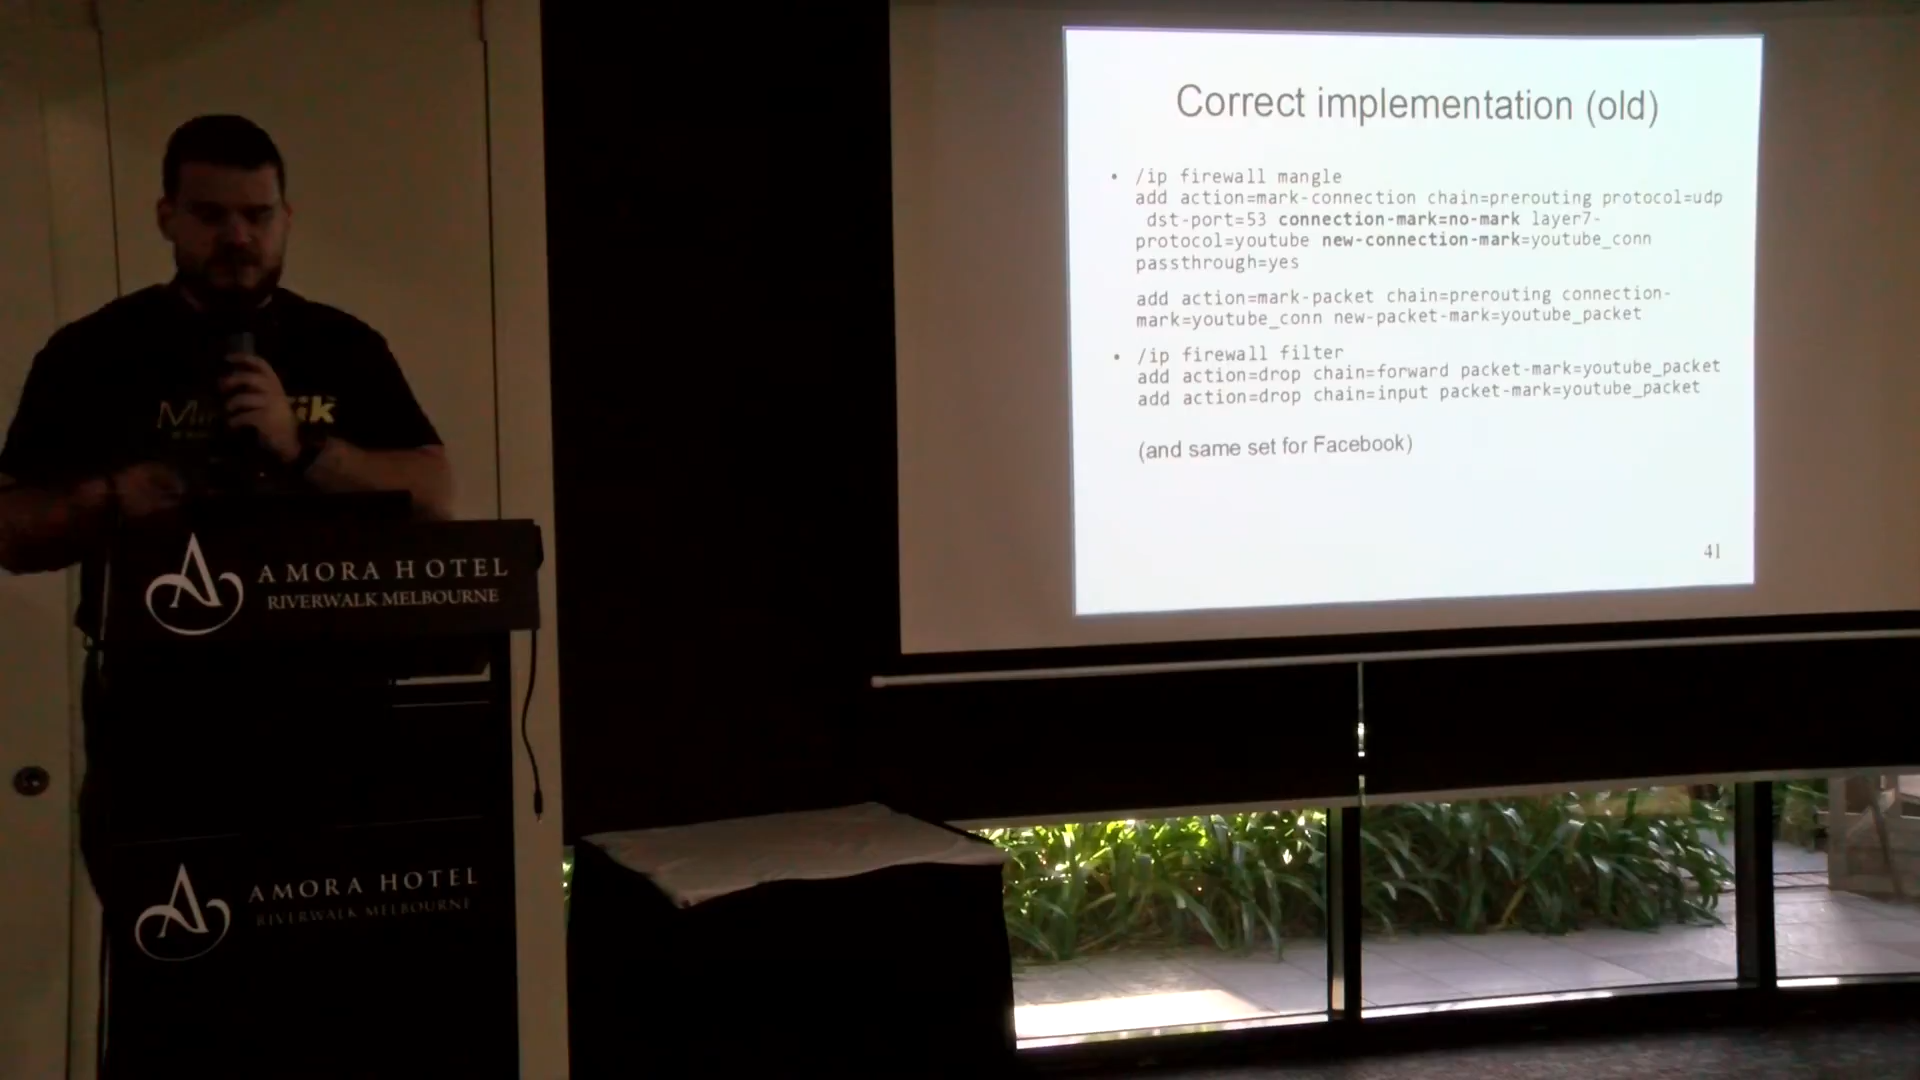 Correct implementation (old)
• /ip firewall mangle
add action=mark-connection chain=prerouting protocol=udp
dst-port=53 connection-mark=no-mark layer7-
protocol=youtube new-connection-mark=youtube_conn
passthrough=yes
add action=mark-packet chain=prerouting connection-
mark=youtube_conn new-packet-mark=youtube_packet
• /ip firewall filter
add action=drop chain=forward packet-mark=youtube_packet
add action=drop chain=input packet-mark=youtube_packet
(and same set for Facebook)
41
AMORA HOTEL
RIVERWALK MELBOURNE
AMORA HOTEL
RIVERWALK MELBOURNE